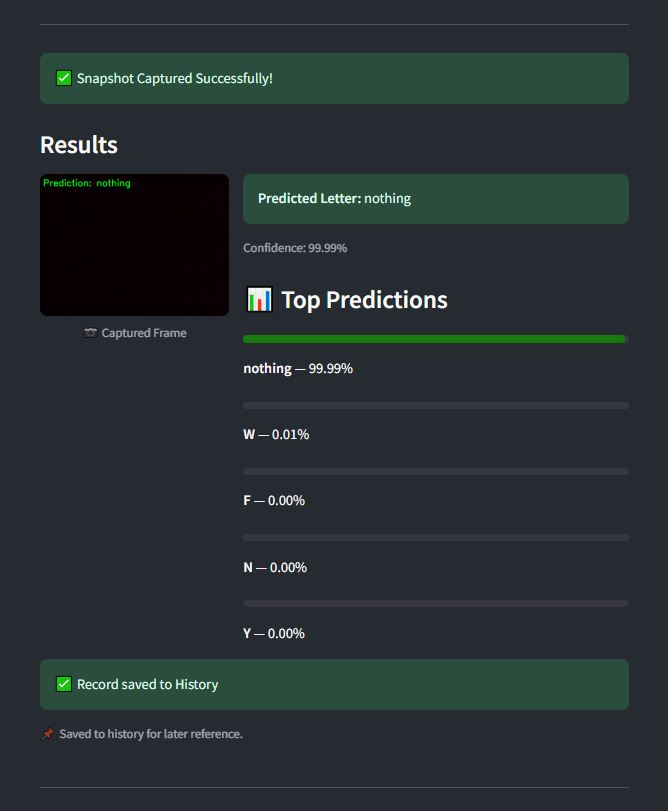 ✅ Snapshot Captured Successfully!
Results
Prediction: nothing
📷 Captured Frame
Predicted Letter: nothing
Confidence: 99.99%
📊 Top Predictions
nothing — 99.99%
W — 0.01%
F — 0.00%
N — 0.00%
Y — 0.00%
✅ Record saved to History
📌 Saved to history for later reference.